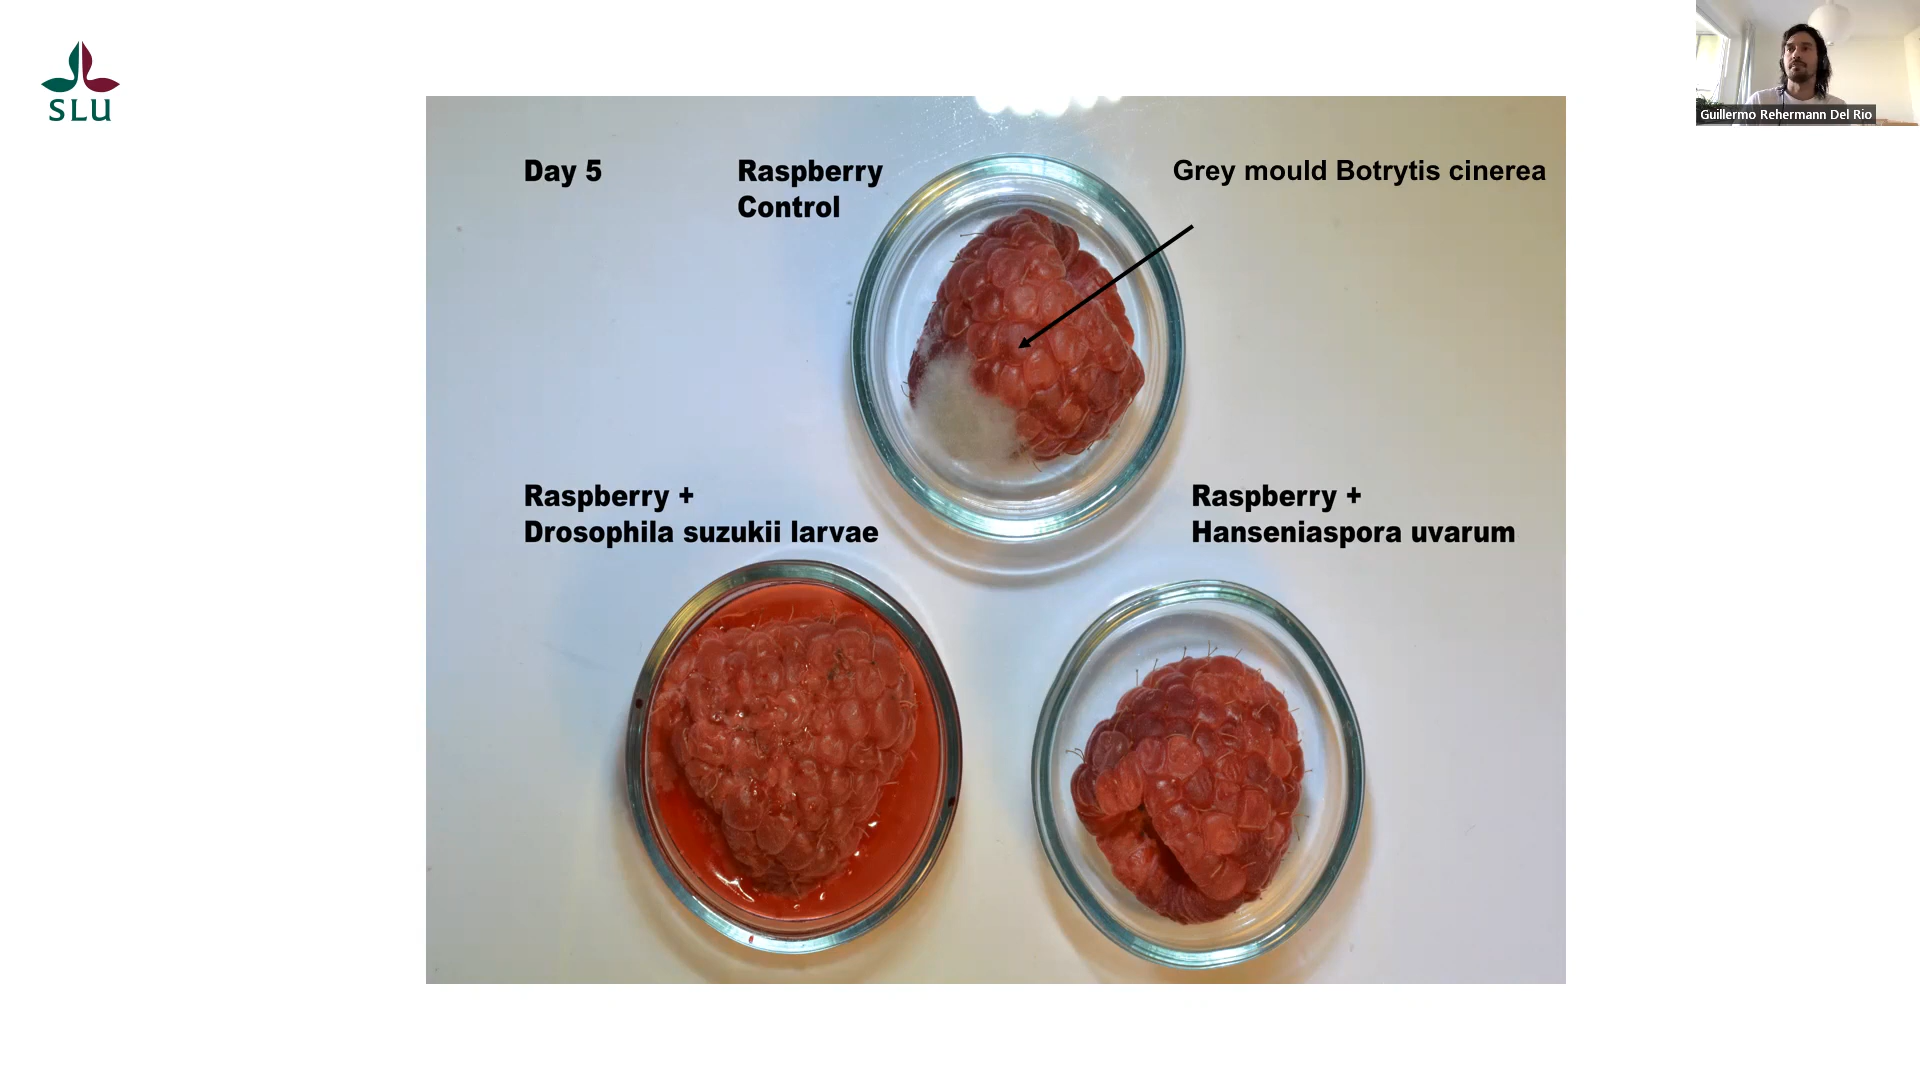 SLU
Guillermo Rehermann Del Rio
Day 5
Raspberry
Control
Grey mould Botrytis cinerea
Raspberry +
Drosophila suzukii larvae
Raspberry +
Hanseniaspora uvarum